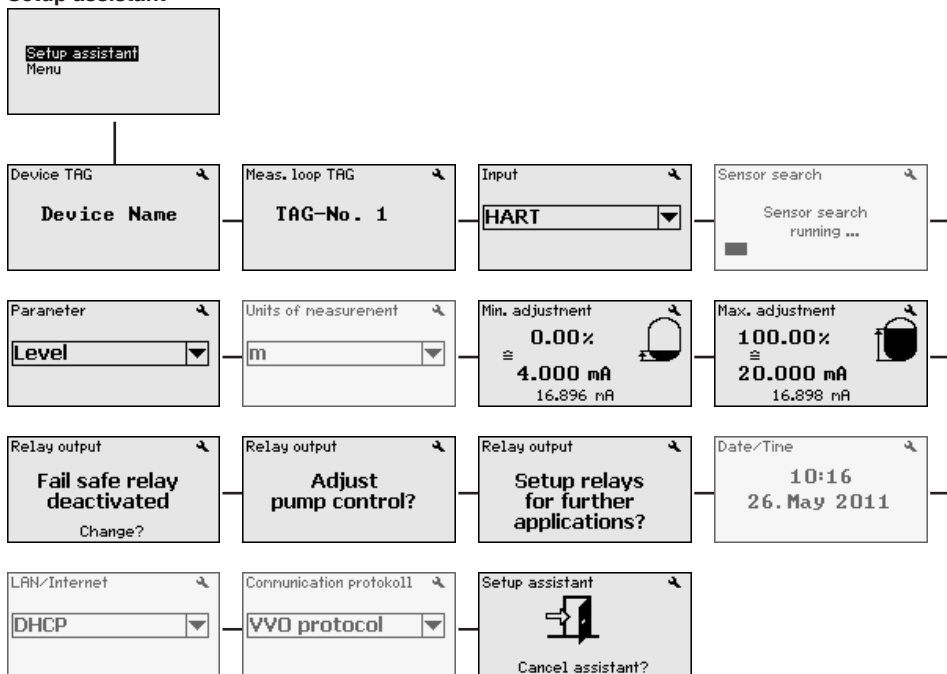 Setup assistant
Setup assistant
Menu
Device TAG
Device Name
Meas. loop TAG
TAG-No. 1
Input
HART
Sensor search
Sensor search
running ...
Parameter
Level
Units of measurement
m
Min. adjustment
0.00%
≙
4.000 mA
16.896 mA
Max. adjustment
100.00%
≙
20.000 mA
16.898 mA
Relay output
Fail safe relay
deactivated
Change?
Relay output
Adjust
pump control?
Relay output
Setup relays
for further
applications?
Date/Time
10:16
26. May 2011
LAN/Internet
DHCP
Communication protokoll
VVO protocol
Setup assistant
Cancel assistant?